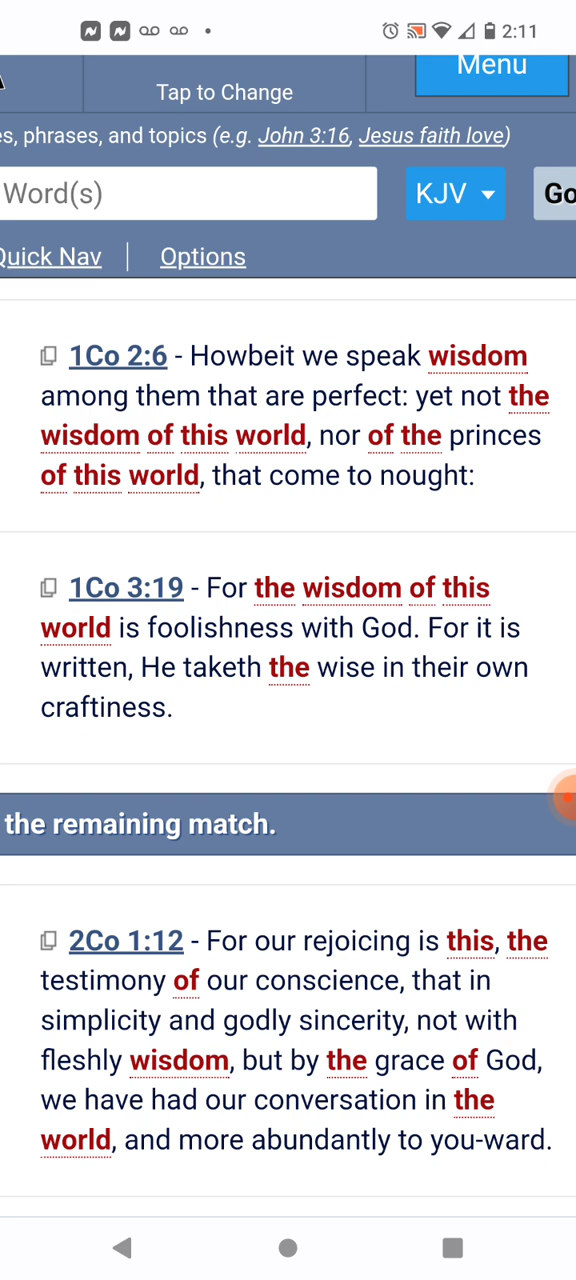 2:11
Tap to Change
Menu
es, phrases, and topics (e.g. John 3:16, Jesus faith love)
Word(s)
KJV
Go
Quick Nav | Options
1Co 2:6 - Howbeit we speak wisdom
among them that are perfect: yet not the
wisdom of this world, nor of the princes
of this world, that come to nought:
1Co 3:19 - For the wisdom of this
world is foolishness with God. For it is
written, He taketh the wise in their own
craftiness.
the remaining match.
2Co 1:12 - For our rejoicing is this, the
testimony of our conscience, that in
simplicity and godly sincerity, not with
fleshly wisdom, but by the grace of God,
we have had our conversation in the
world, and more abundantly to you-ward.